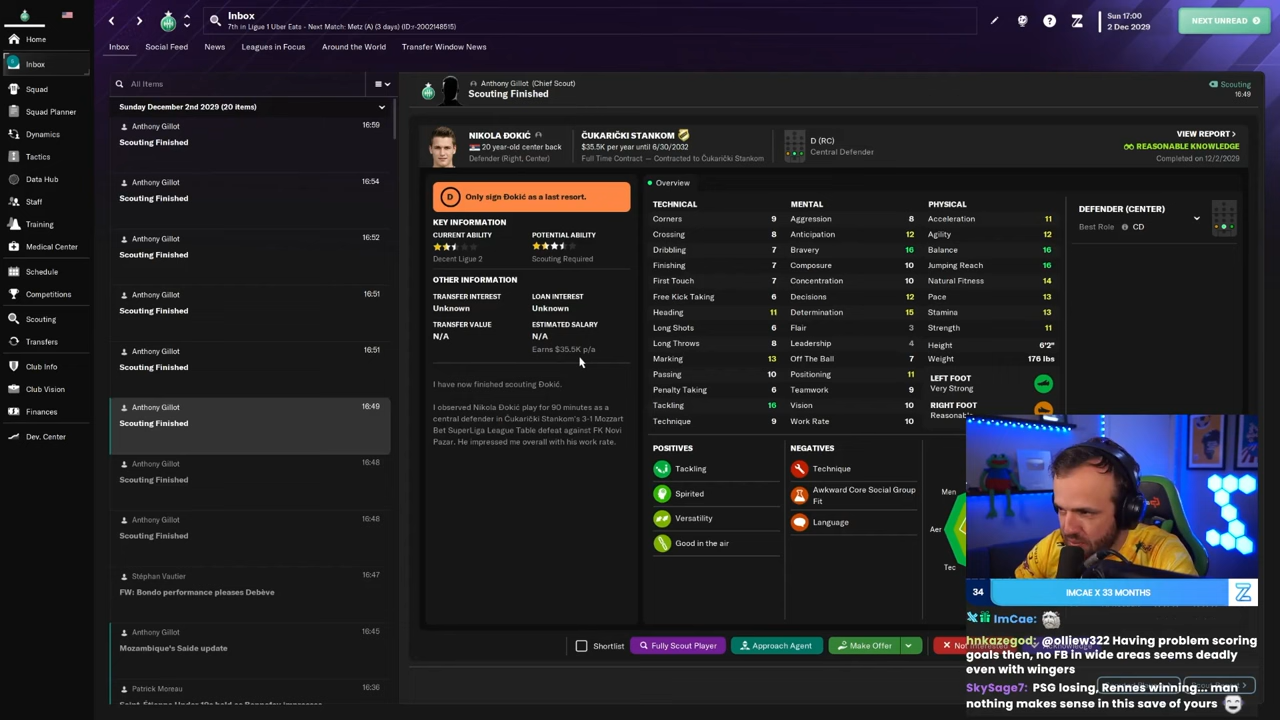 Inbox
7th in Ligue 1 Uber Eats - Next Match: Metz (A) (3 days) (ID:r-2002148515)
Sun 17:00
2 Dec 2029
NEXT UNREAD
Home
Inbox
Squad
Squad Planner
Dynamics
Tactics
Data Hub
Staff
Training
Medical Center
Schedule
Competitions
Scouting
Transfers
Club Info
Club Vision
Finances
Dev. Center
Inbox Social Feed News Leagues in Focus Around the World Transfer Window News
All Items
Sunday December 2nd 2029 (20 items)
Anthony Gillot 16:59
Scouting Finished
Anthony Gillot 16:54
Scouting Finished
Anthony Gillot 16:52
Scouting Finished
Anthony Gillot 16:51
Scouting Finished
Anthony Gillot 16:51
Scouting Finished
Anthony Gillot 16:49
Scouting Finished
Anthony Gillot 16:48
Scouting Finished
Anthony Gillot 16:48
Scouting Finished
Stéphan Vautier 16:47
FW: Bondo performance pleases Debève
Anthony Gillot 16:45
Mozambique's Saide update
Patrick Moreau 16:36
Anthony Gillot (Chief Scout)
Scouting Finished
Scouting
16:49
NIKOLA ĐOKIĆ
20 year-old center back
Defender (Right, Center)
ČUKARIČKI STANKOM
$35.5K per year until 6/30/2032
Full Time Contract – Contracted to Čukarički Stankom
D (RC)
Central Defender
VIEW REPORT
REASONABLE KNOWLEDGE
Completed on 12/2/2029
D Only sign Đokić as a last resort.
KEY INFORMATION
CURRENT ABILITY POTENTIAL ABILITY
Decent Ligue 2 Scouting Required
OTHER INFORMATION
TRANSFER INTEREST LOAN INTEREST
Unknown Unknown
TRANSFER VALUE ESTIMATED SALARY
N/A N/A
Earns $35.5K p/a
I have now finished scouting Đokić.
I observed Nikola Đokić play for 90 minutes as a
central defender in Čukarički Stankom's 3-1 Mozzart
Bet SuperLiga League Table defeat against FK Novi
Pazar. He impressed me overall with his work rate.
Overview
TECHNICAL MENTAL PHYSICAL
Corners 9 Aggression 8 Acceleration 11
Crossing 8 Anticipation 12 Agility 12
Dribbling 7 Bravery 16 Balance 16
Finishing 7 Composure 10 Jumping Reach 16
First Touch 7 Concentration 10 Natural Fitness 14
Free Kick Taking 6 Decisions 12 Pace 13
Heading 11 Determination 15 Stamina 13
Long Shots 6 Flair 3 Strength 11
Long Throws 8 Leadership 4 Height 6'2"
Marking 13 Off The Ball 7 Weight 176 lbs
Passing 10 Positioning 11
Penalty Taking 6 Teamwork 9
Tackling 16 Vision 10
Technique 9 Work Rate 10
LEFT FOOT
Very Strong
RIGHT FOOT
DEFENDER (CENTER)
Best Role CD
POSITIVES
Tackling
Spirited
Versatility
Good in the air
NEGATIVES
Technique
Awkward Core Social Group
Fit
Language
Men
Aer
Tec
Shortlist Fully Scout Player Approach Agent Make Offer
34 IMCAE X 33 MONTHS
ImCae:
hnkazegod: @olliew322 Having problem scoring
goals then, no FB in wide areas seems deadly
even with wingers
SkySage7: PSG losing, Rennes winning... man
nothing makes sense in this save of yours